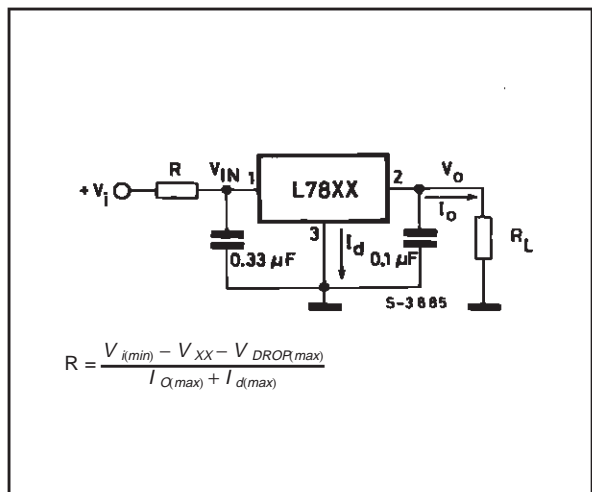 R
V_IN
1
L78XX
2
V_o
+ V_i
I_o
3
I_d
R_L
0.33 µF
0.1 µF
S-3885
R = (V_i(min) – V_XX – V_DROP(max)) / (I_O(max) + I_d(max))